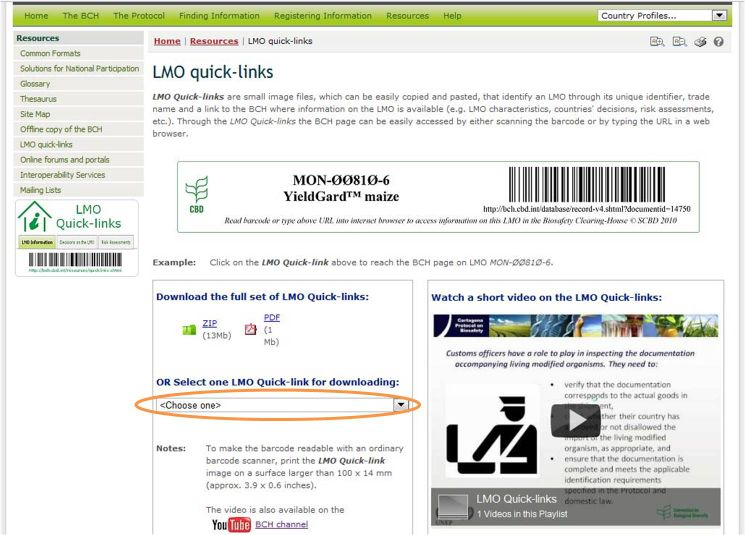 Home The BCH The Protocol Finding Information Registering Information Resources Help Country Profiles...
Resources
Common Formats
Solutions for National Participation
Glossary
Thesaurus
Site Map
Offline copy of the BCH
LMO quick-links
Online forums and portals
Interoperability Services
Mailing Lists
LMO
Quick-links
LMO Information Decisions on the LMO Risk Assessments
http://bch.cbd.int/resources/quick-links.shtml
Home | Resources | LMO quick-links
LMO quick-links
LMO Quick-links are small image files, which can be easily copied and pasted, that identify an LMO through its unique identifier, trade
name and a link to the BCH where information on the LMO is available (e.g. LMO characteristics, countries' decisions, risk assessments,
etc.). Through the LMO Quick-links the BCH page can be easily accessed by either scanning the barcode or by typing the URL in a web
browser.
CBD
MON-ØØ81Ø-6
YieldGard™ maize
http://bch.cbd.int/database/record-v4.shtml?documentid=14750
Read barcode or type above URL into internet browser to access information on this LMO in the Biosafety Clearing-House © SCBD 2010
Example: Click on the LMO Quick-link above to reach the BCH page on LMO MON-ØØ81Ø-6.
Download the full set of LMO Quick-links:
ZIP
(13Mb)
PDF
(1
Mb)
OR Select one LMO Quick-link for downloading:
<Choose one>
Notes: To make the barcode readable with an ordinary
barcode scanner, print the LMO Quick-link
image on a surface larger than 100 x 14 mm
(approx. 3.9 x 0.6 inches).
The video is also available on the
YouTube BCH channel
Watch a short video on the LMO Quick-links:
Cartagena
Protocol on
Biosafety
Customs officers have a role to play in inspecting the documentation
accompanying living modified organisms. They need to:
• verify that the documentation
corresponds to the actual goods in
the shipment,
whether their country has
or not disallowed the
import of the living modified
organism, as appropriate, and
• ensure that the documentation is
complete and meets the applicable
identification requirements
specified in the Protocol and
domestic law.
LMO Quick-links
1 Videos in this Playlist
UNEP
Convention on
Biological Diversity